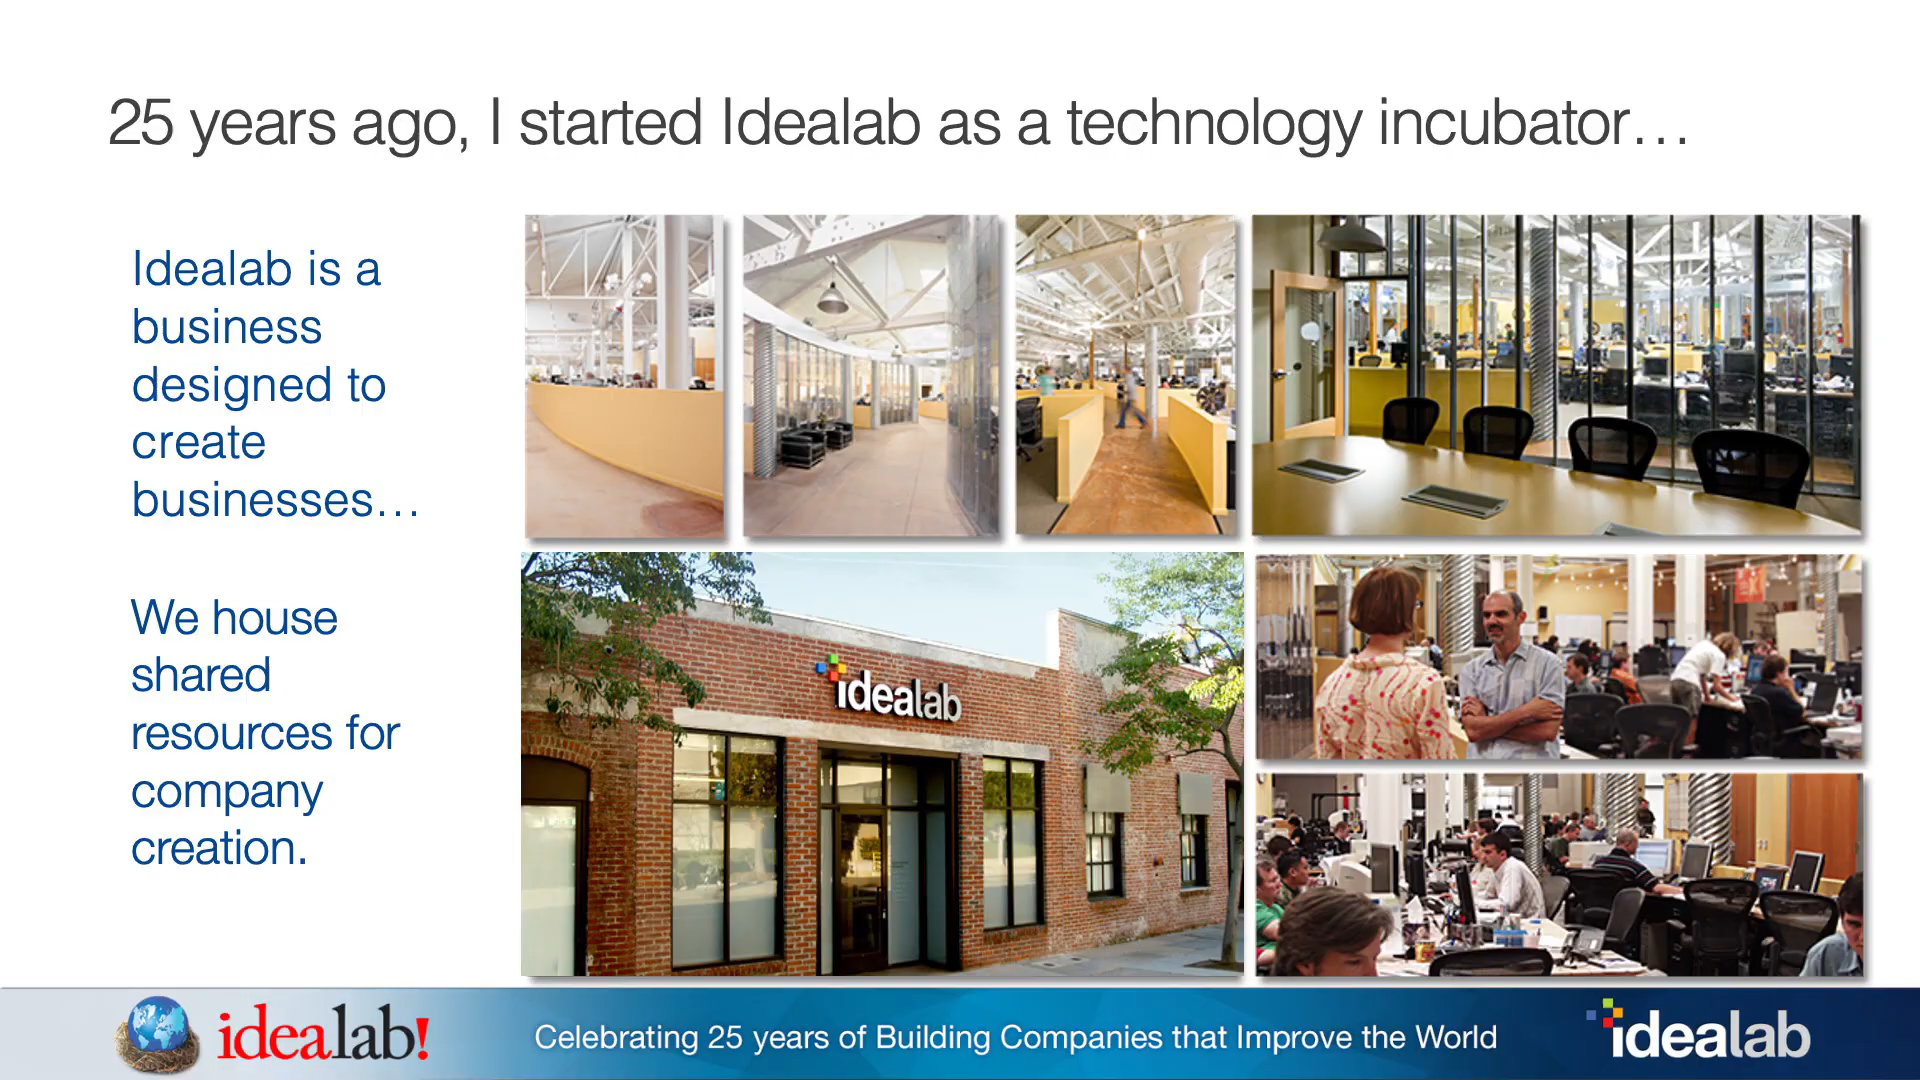 25 years ago, I started Idealab as a technology incubator…
Idealab is a
business
designed to
create
businesses…
We house
shared
resources for
company
creation.
idealab
idealab!
Celebrating 25 years of Building Companies that Improve the World
idealab